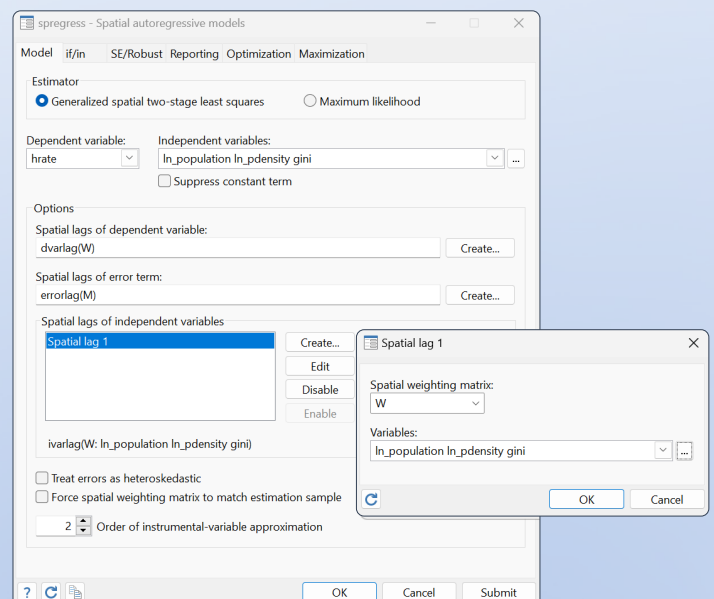 spregress - Spatial autoregressive models
Model if/in SE/Robust Reporting Optimization Maximization
Estimator
Generalized spatial two-stage least squares Maximum likelihood
Dependent variable: Independent variables:
hrate ln_population ln_pdensity gini ...
Suppress constant term
Options
Spatial lags of dependent variable:
dvarlag(W) Create...
Spatial lags of error term:
errorlag(M) Create...
Spatial lags of independent variables
Spatial lag 1 Create...
Edit
Disable
Enable
ivarlag(W: ln_population ln_pdensity gini)
Treat errors as heteroskedastic
Force spatial weighting matrix to match estimation sample
2 Order of instrumental-variable approximation
? OK Cancel Submit
Spatial lag 1
Spatial weighting matrix:
W
Variables:
ln_population ln_pdensity gini ...
OK Cancel